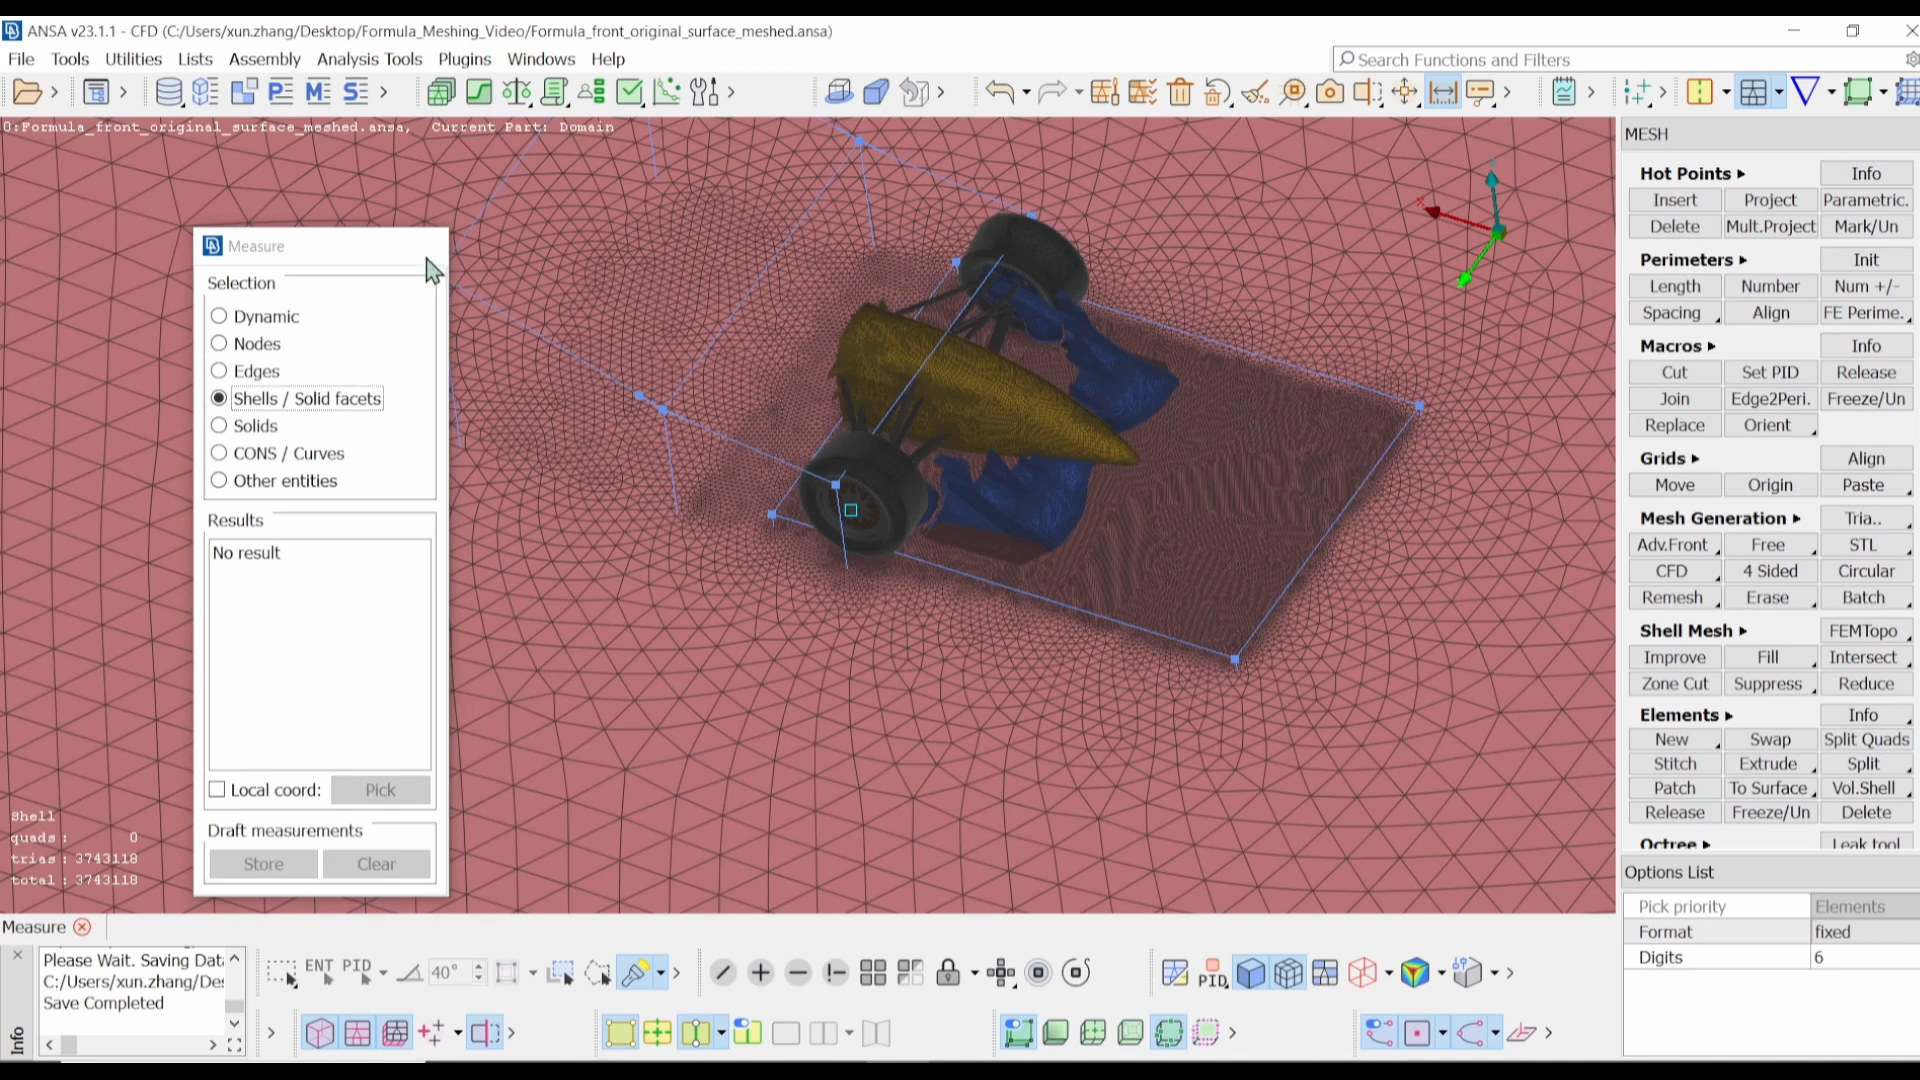 ANSA v23.1.1 - CFD (C:/Users/xun.zhang/Desktop/Formula_Meshing_Video/Formula_front_original_surface_meshed.ansa)
File Tools Utilities Lists Assembly Analysis Tools Plugins Windows Help
Search Functions and Filters
0:Formula_front_original_surface_meshed.ansa, Current Part: Domain
Measure
Selection
Dynamic
Nodes
Edges
Shells / Solid facets
Solids
CONS / Curves
Other entities
Results
No result
Local coord: Pick
Draft measurements
Store Clear
Shell
quads : 0
trias : 3743118
total : 3743118
MESH
Hot Points Info
Insert Project Parametric.
Delete Mult.Project Mark/Un
Perimeters Init
Length Number Num +/-
Spacing Align FE Perime.
Macros Info
Cut Set PID Release
Join Edge2Peri. Freeze/Un
Replace Orient
Grids Align
Move Origin Paste
Mesh Generation Tria..
Adv.Front Free STL
CFD 4 Sided Circular
Remesh Erase Batch
Shell Mesh FEMTopo
Improve Fill Intersect
Zone Cut Suppress Reduce
Elements Info
New Swap Split Quads
Stitch Extrude Split
Patch To Surface Vol.Shell
Release Freeze/Un Delete
Octree Leak tool
Options List
Pick priority Elements
Format fixed
Digits 6
Measure
Info
Please Wait. Saving Dat
C:/Users/xun.zhang/De
Save Completed
ENT PID 40° PID